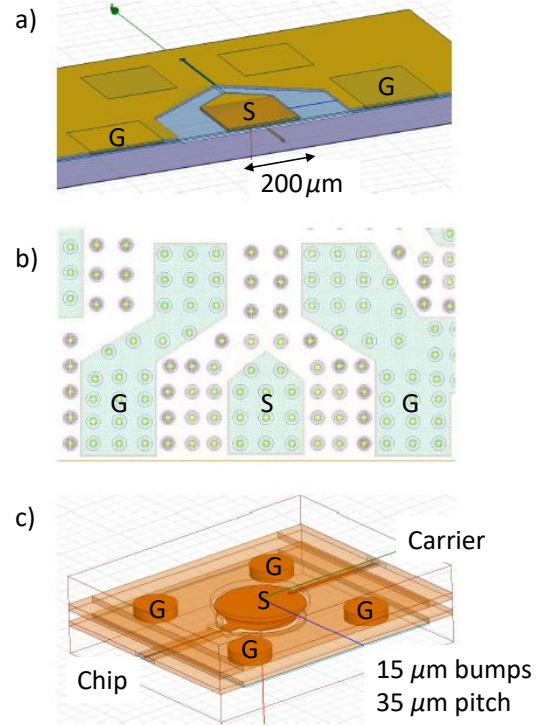 a)
S
G
G
200 μm
b)
G
S
G
c)
Carrier
G
S
G
G
G
Chip
15 μm bumps
35 μm pitch